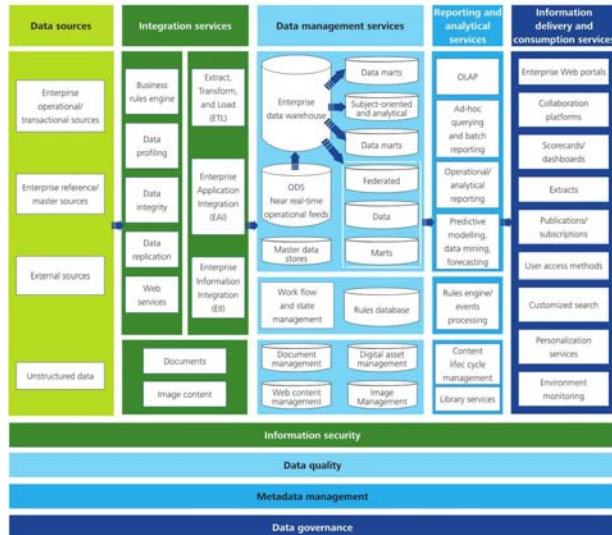 Data sources
Integration services
Data management services
Reporting and
analytical
services
Information
delivery and
consumption services
Enterpirse
operational/
transactional sources
Enterprise reference/
master sources
External sources
Unstructured data
Business
rules engine
Data
profiling
Data
integrity
Data
replication
Web
services
Extract,
Transform,
and Load
(ETL)
Enterprise
Application
Integration
(EAI)
Enterprise
Information
Integration
(EII)
Documents
Image content
Enterprise
data warehouse
Data marts
Subject-oriented
and analytical
Data marts
ODS
Near real-time
operational feeds
Federated
Data
Marts
Master data
stores
Work flow
and state
management
Rules database
Document
management
Digital asset
management
Web content
management
Image
Management
OLAP
Ad-hoc
querying
and batch
reporting
Operational/
analytical
reporting
Predictive
modelling,
data mining,
forecasting
Rules engine/
events
processing
Content
lifec cycle
management
Library services
Enterprise Web portals
Collaboration
platforms
Scorecards/
dashboards
Extracts
Publications/
subscriptions
User access methods
Customized search
Personalization
services
Environment
monitoring
Information security
Data quality
Metadata management
Data governance